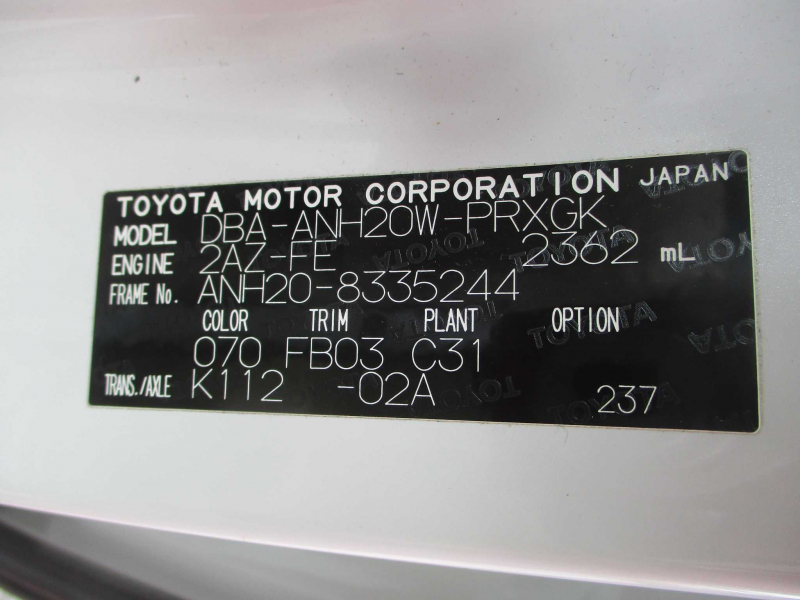 TOYOTA MOTOR CORPORATION JAPAN
MODEL DBA-ANH20W-PRXGK
ENGINE 2AZ-FE 2362 mL
FRAME No. ANH20-8335244
COLOR TRIM PLANT OPTION
070 FB03 C31
TRANS./AXLE K112 -02A 237